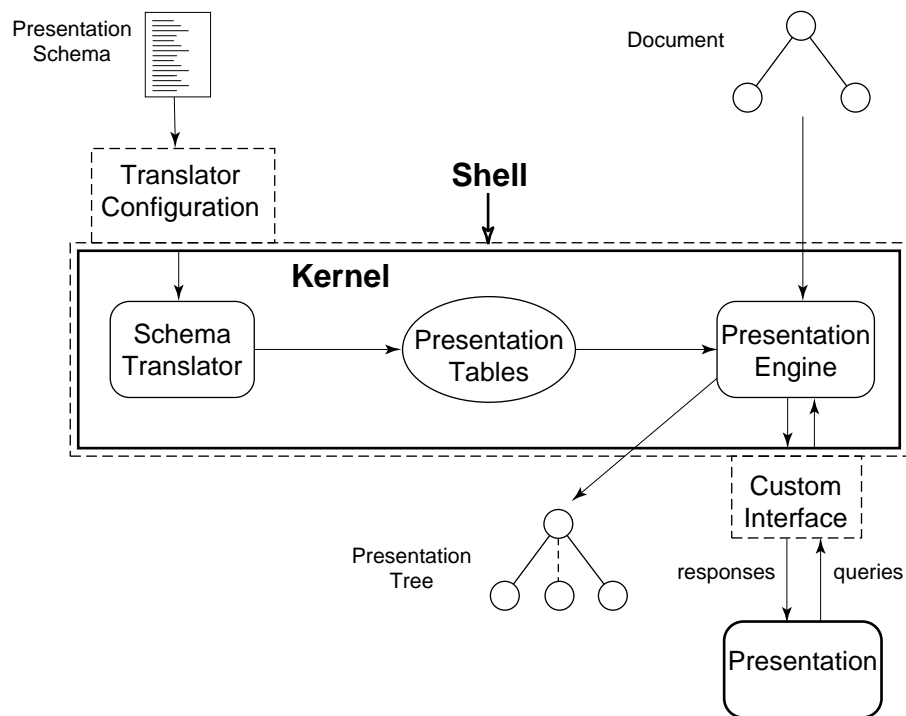 Presentation
Schema
Document
Translator
Configuration
Shell
Kernel
Schema
Translator
Presentation
Tables
Presentation
Engine
Custom
Interface
Presentation
Tree
responses
queries
Presentation